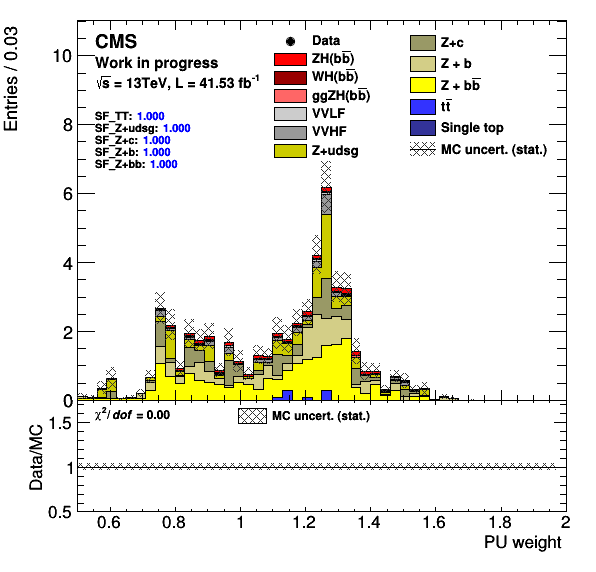 Entries / 0.03
10
8
6
4
2
0
CMS
Work in progress
√s = 13TeV, L = 41.53 fb⁻¹
SF_TT: 1.000
SF_Z+udsg: 1.000
SF_Z+c: 1.000
SF_Z+b: 1.000
SF_Z+bb: 1.000
Data
ZH(bb̅)
WH(bb̅)
ggZH(bb̅)
VVLF
VVHF
Z+udsg
Z+c
Z + b
Z + bb̅
tt̅
Single top
MC uncert. (stat.)
χ²/dof = 0.00
MC uncert. (stat.)
Data/MC
1.5
1
0.5
0.6 0.8 1 1.2 1.4 1.6 1.8 2
PU weight